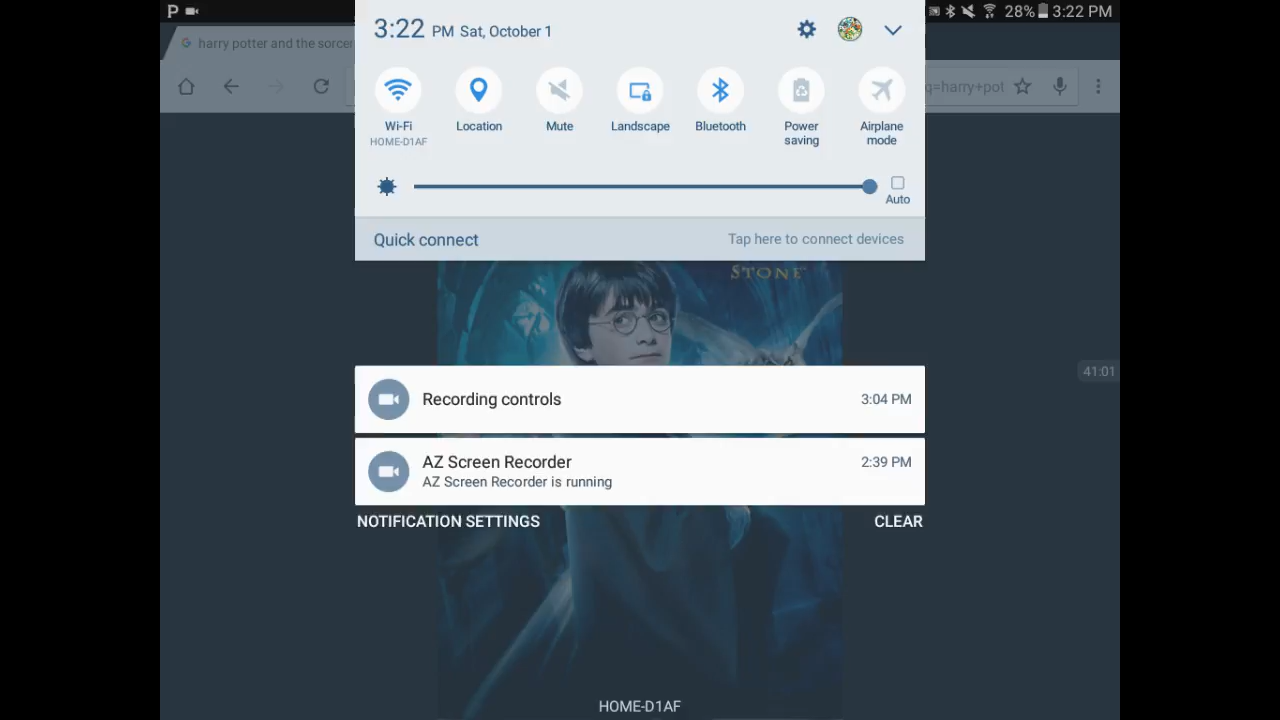 P 28% 3:22 PM
3:22 PM Sat, October 1
harry potter and the sorcer
q=harry+pot
Wi-Fi
HOME-D1AF
Location
Mute
Landscape
Bluetooth
Power
saving
Airplane
mode
Auto
Quick connect Tap here to connect devices
STONE
Recording controls 3:04 PM
41:01
AZ Screen Recorder 2:39 PM
AZ Screen Recorder is running
NOTIFICATION SETTINGS CLEAR
HOME-D1AF